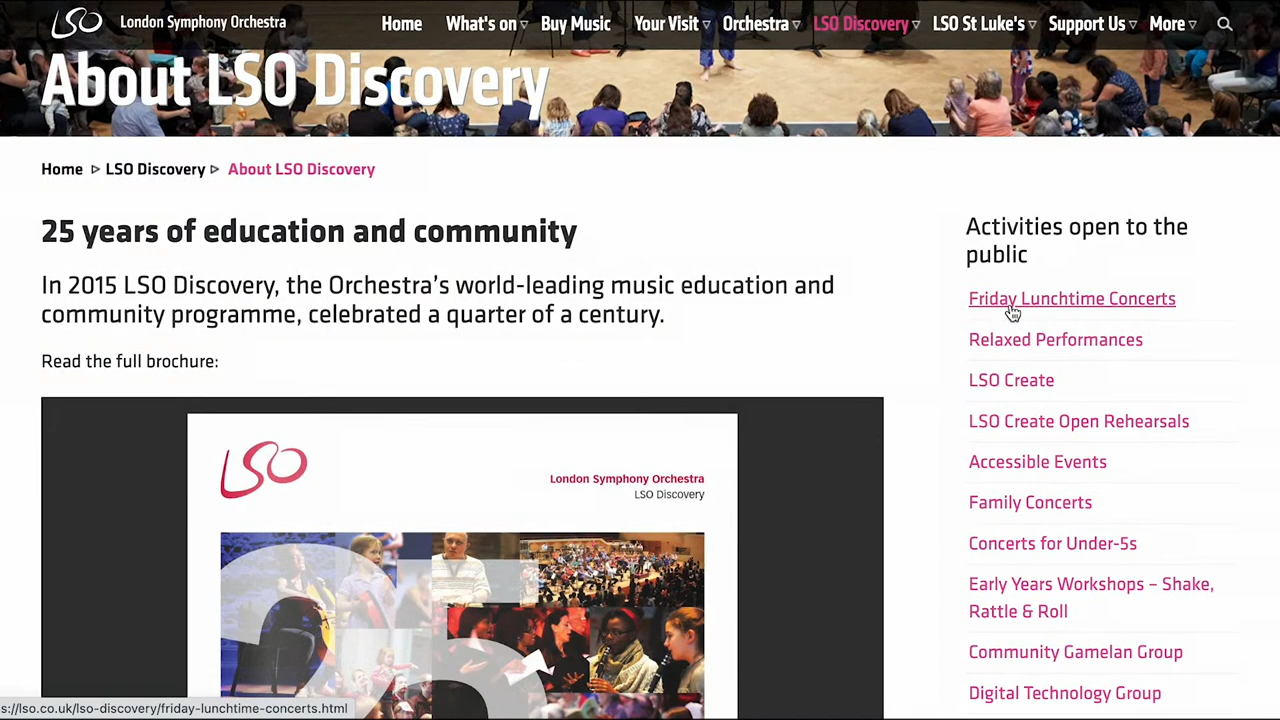 LSO London Symphony Orchestra Home What's on Buy Music Your Visit Orchestra LSO Discovery LSO St Luke's Support Us More
About LSO Discovery
Home LSO Discovery About LSO Discovery
25 years of education and community
In 2015 LSO Discovery, the Orchestra's world-leading music education and
community programme, celebrated a quarter of a century.
Read the full brochure:
LSO
London Symphony Orchestra
LSO Discovery
25
Activities open to the
public
Friday Lunchtime Concerts
Relaxed Performances
LSO Create
LSO Create Open Rehearsals
Accessible Events
Family Concerts
Concerts for Under-5s
Early Years Workshops – Shake,
Rattle & Roll
Community Gamelan Group
Digital Technology Group
s://lso.co.uk/lso-discovery/friday-lunchtime-concerts.html